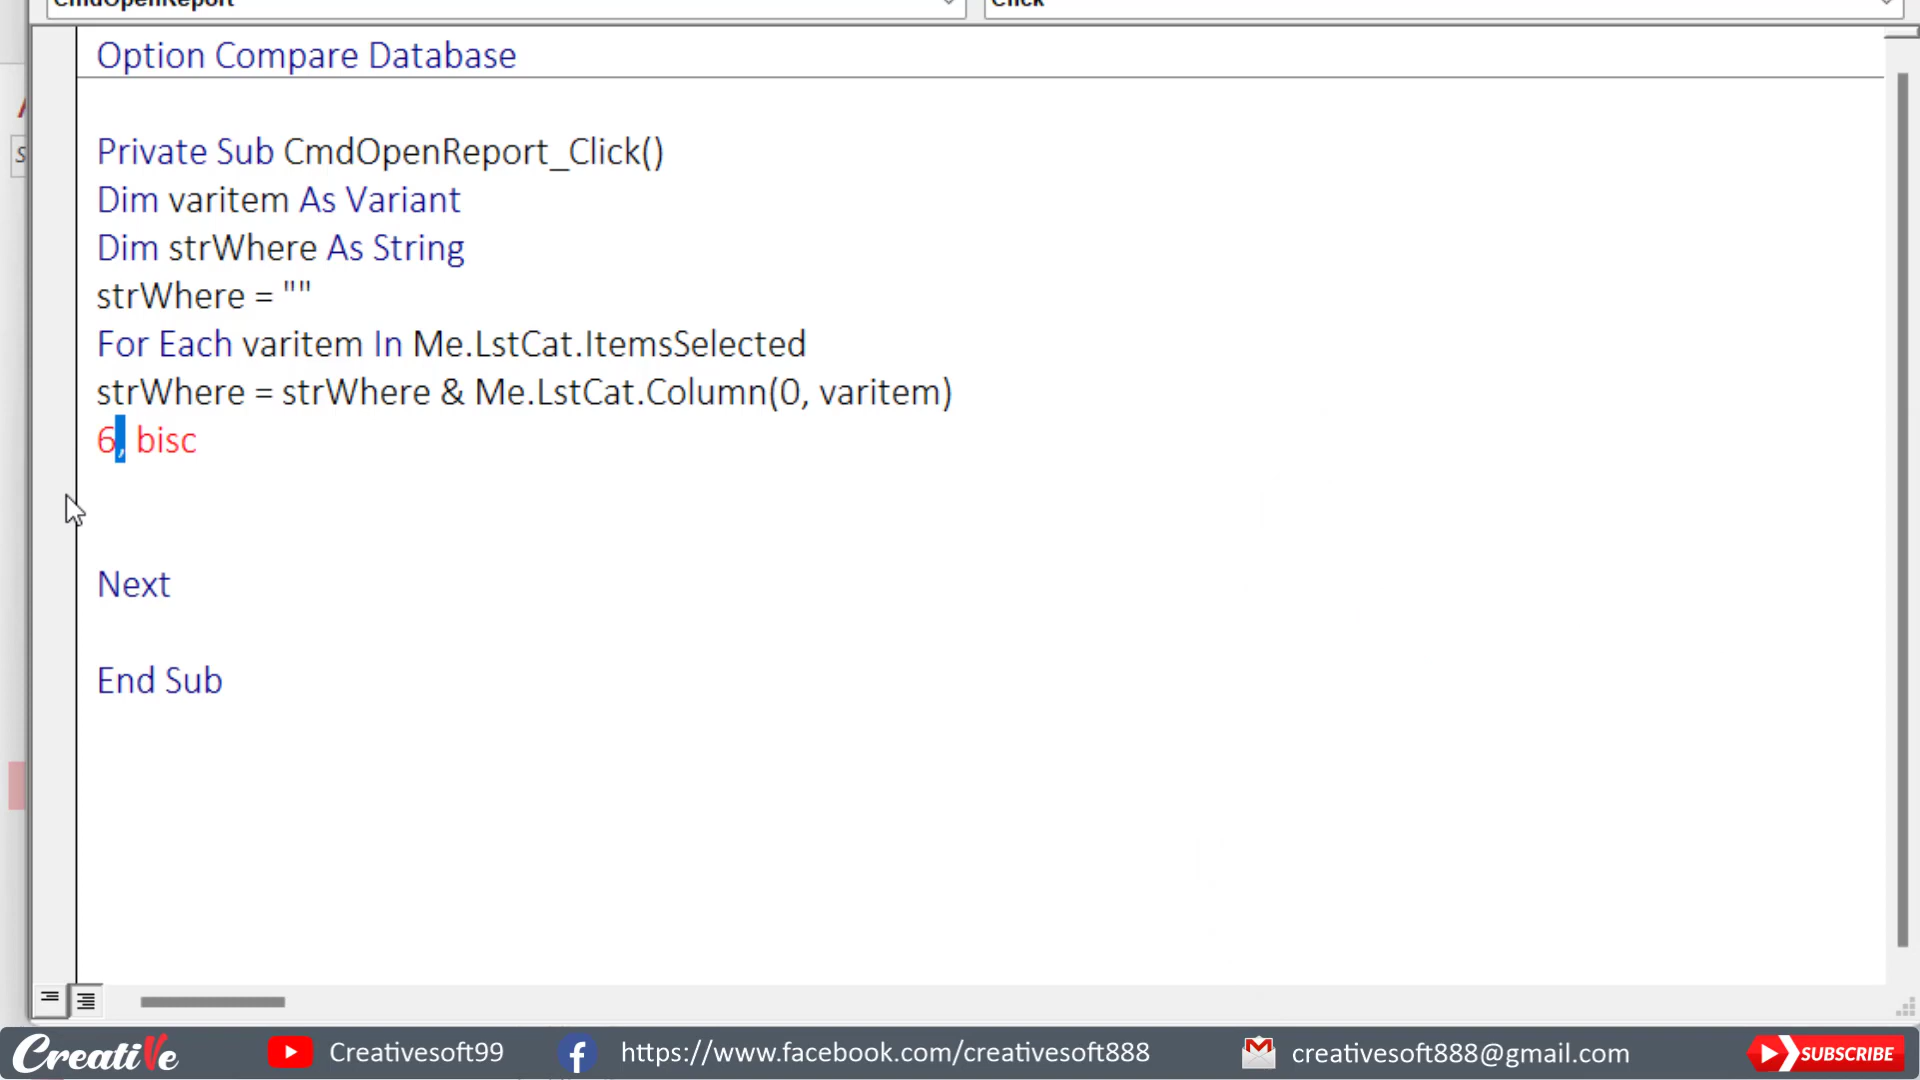 CmdOpenReport
Click
Option Compare Database
Private Sub CmdOpenReport_Click()
Dim varitem As Variant
Dim strWhere As String
strWhere = ""
For Each varitem In Me.LstCat.ItemsSelected
strWhere = strWhere & Me.LstCat.Column(0, varitem)
6, bisc
Next
End Sub
CreatiVe
Creativesoft99
https://www.facebook.com/creativesoft888
creativesoft888@gmail.com
SUBSCRIBE